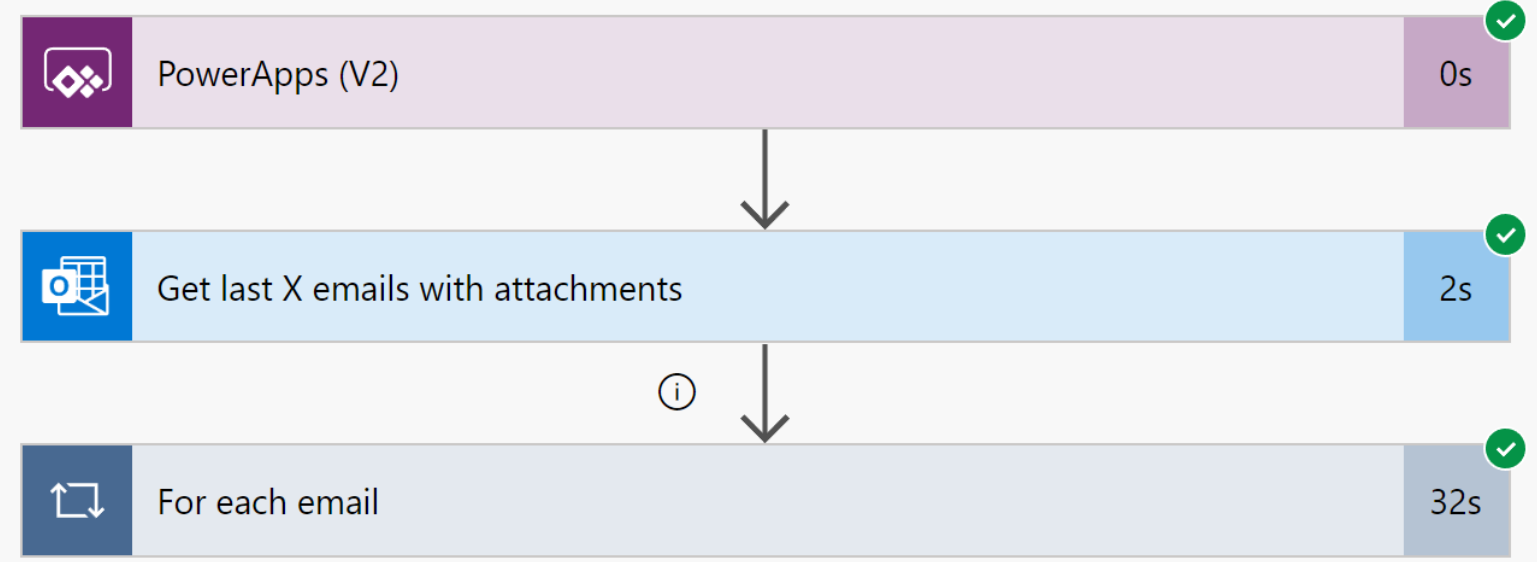 PowerApps (V2) 0s
Get last X emails with attachments 2s
For each email 32s